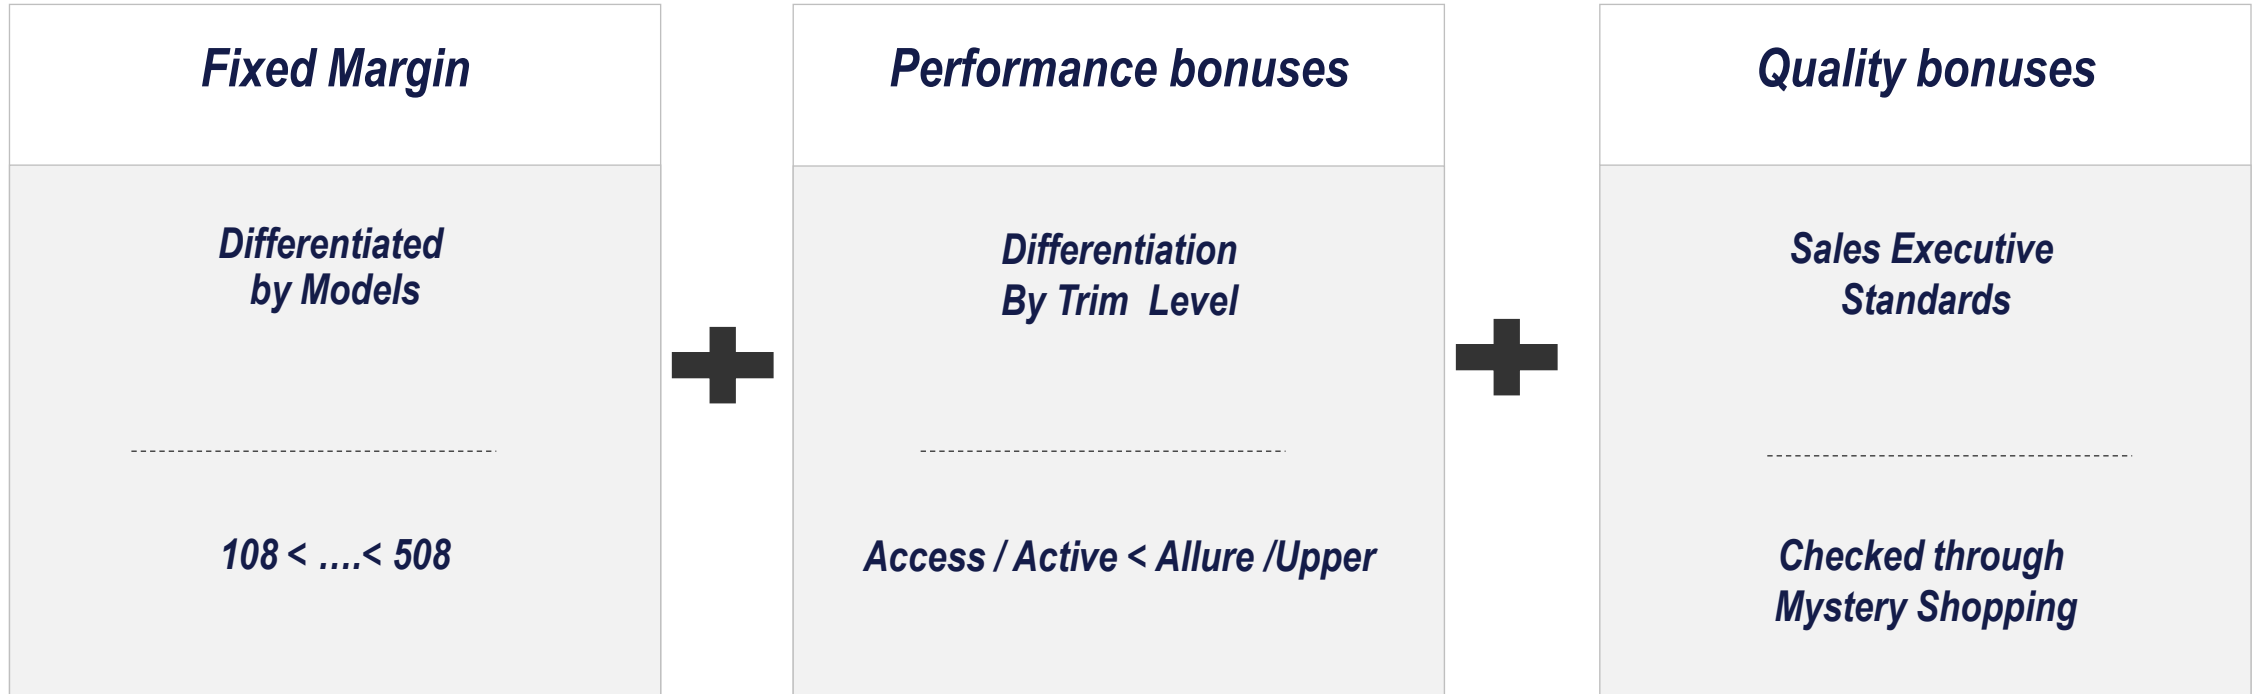 Fixed Margin
Differentiated
by Models
108 < ....< 508
Performance bonuses
Differentiation
By Trim Level
Access / Active < Allure /Upper
Quality bonuses
Sales Executive
Standards
Checked through
Mystery Shopping